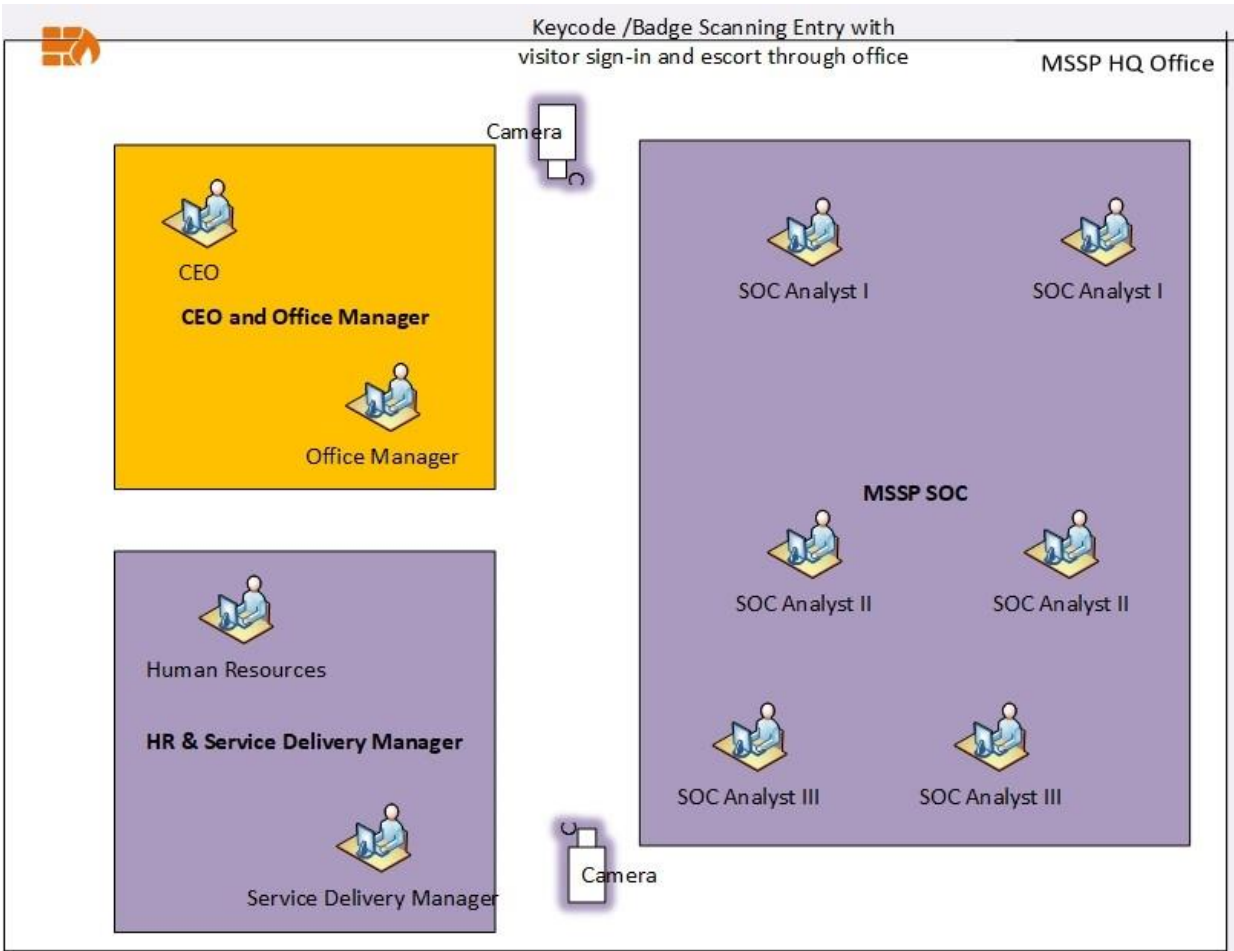 Keycode /Badge Scanning Entry with
visitor sign-in and escort through office
MSSP HQ Office
Camera
CEO
CEO and Office Manager
Office Manager
SOC Analyst I
SOC Analyst I
MSSP SOC
SOC Analyst II
SOC Analyst II
SOC Analyst III
SOC Analyst III
Human Resources
HR & Service Delivery Manager
Service Delivery Manager
Camera